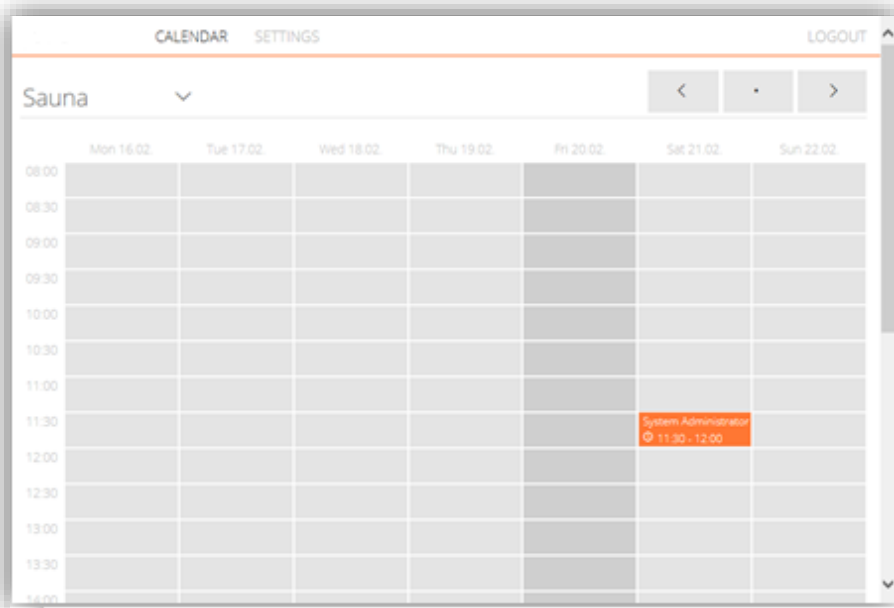 CALENDAR SETTINGS LOGOUT
Sauna
Mon 16.02. Tue 17.02. Wed 18.02. Thu 19.02. Fri 20.02. Sat 21.02. Sun 22.02.
08:00
08:30
09:00
09:30
10:00
10:30
11:00
11:30
System Administrator
11:30 - 12:00
12:00
12:30
13:00
13:30
14:00